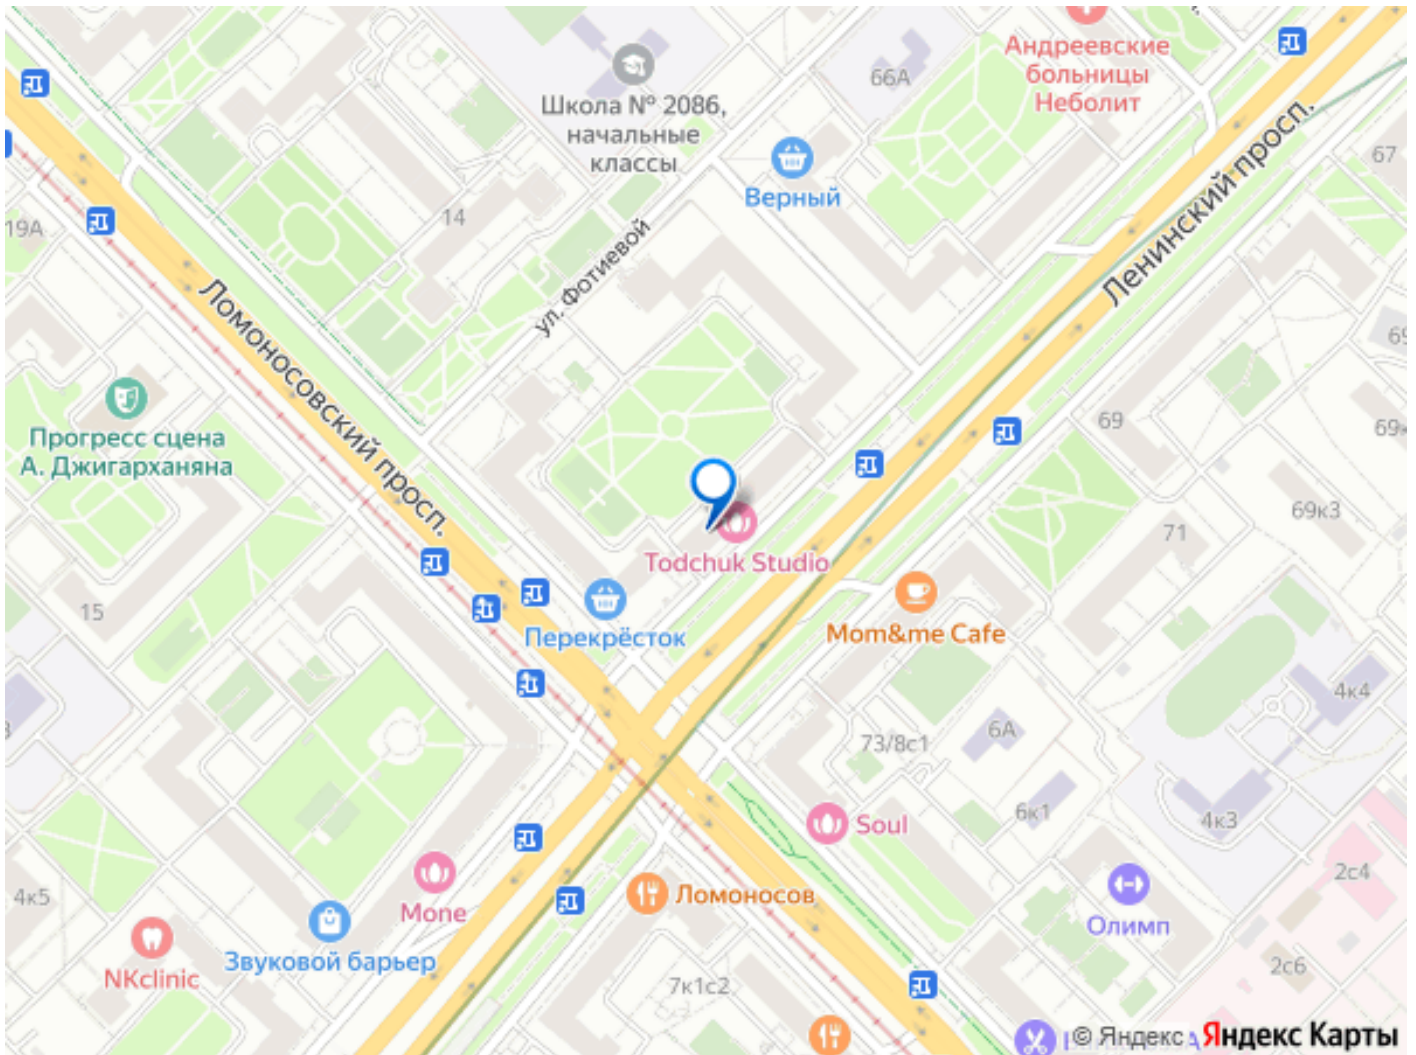 Андреевские
больницы
Неболит
66А
Школа № 2086,
начальные
классы
Верный
67
Ленинский просп.
14
19А
ул. Фотиевой
Ломоносовский просп.
69
Прогресс сцена
А. Джигарханяна
69
69к3
71
Todchuk Studio
15
Перекрёсток
Mom&me Cafe
4к4
6А
73/8с1
6к1
4к3
Soul
2с4
4к5
Mone
Ломоносов
Олимп
NKclinic
Звуковой барьер
7к1с2
2с6
© Яндекс Яндекс Карты